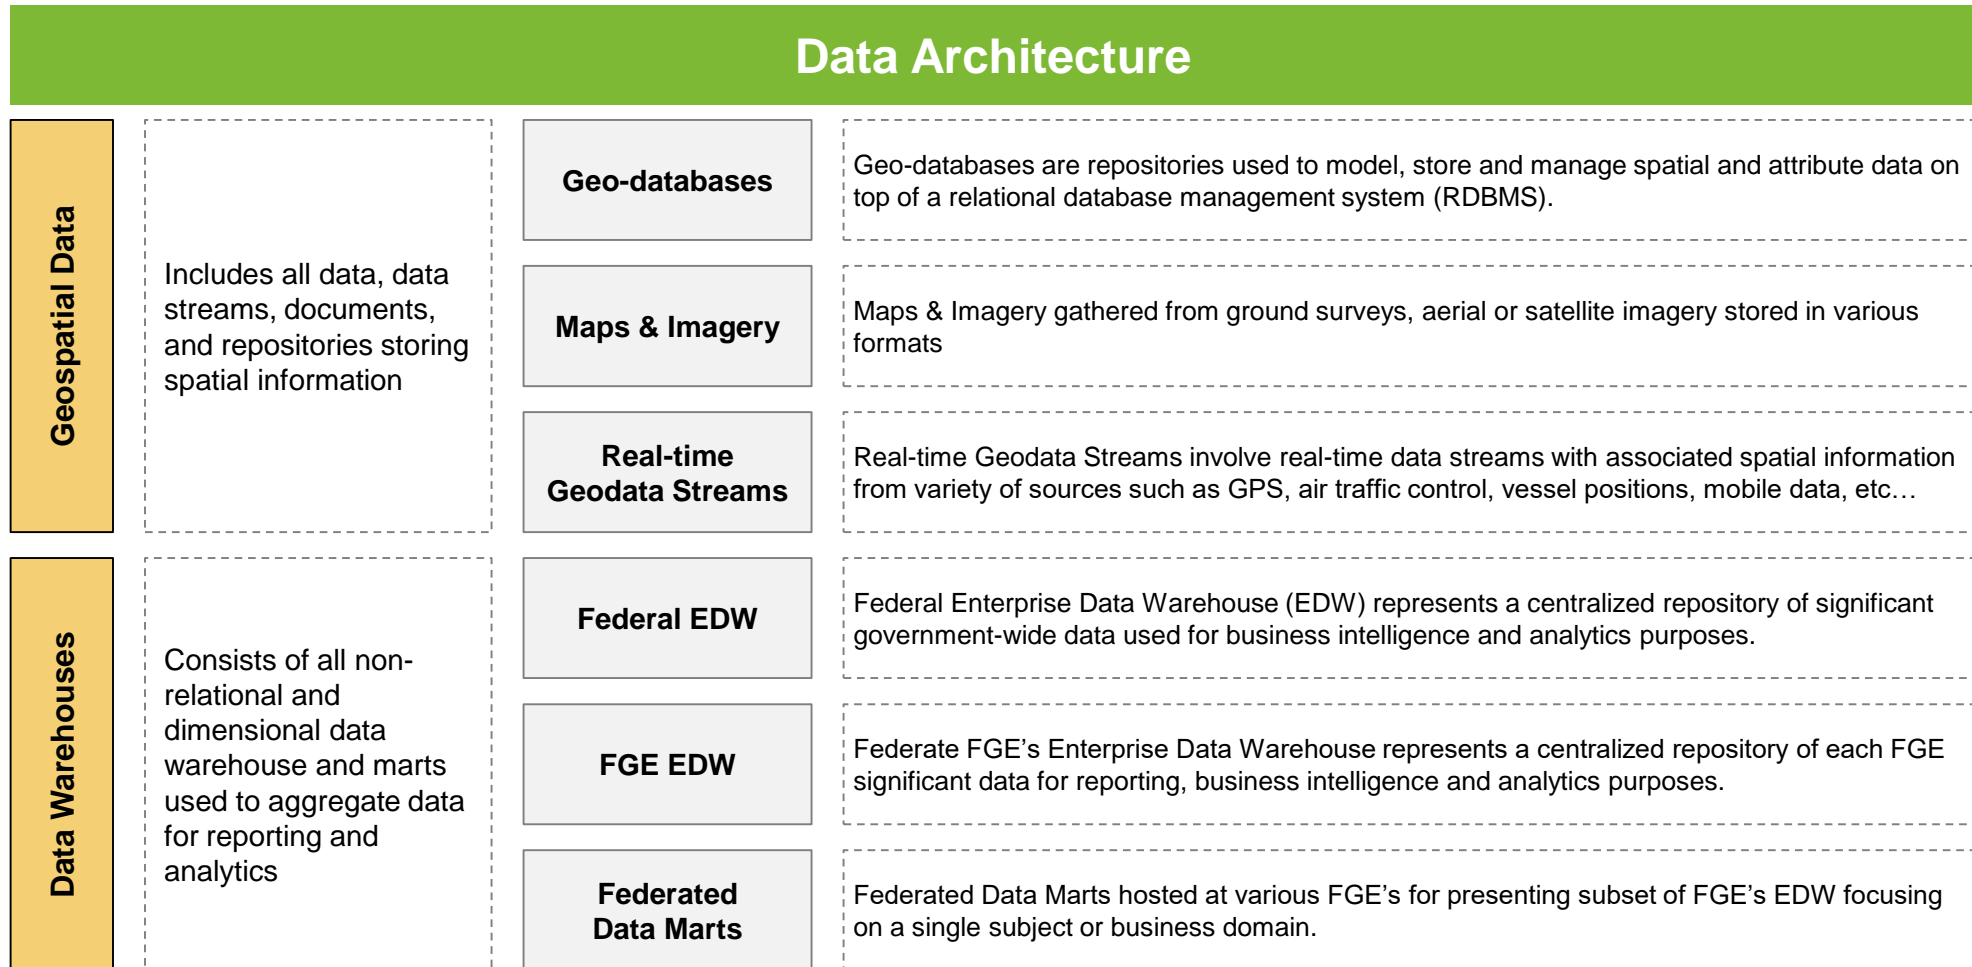 Data Architecture
Geospatial Data
Includes all data, data
streams, documents,
and repositories storing
spatial information
Geo-databases
Geo-databases are repositories used to model, store and manage spatial and attribute data on
top of a relational database management system (RDBMS).
Maps & Imagery
Maps & Imagery gathered from ground surveys, aerial or satellite imagery stored in various
formats
Real-time
Geodata Streams
Real-time Geodata Streams involve real-time data streams with associated spatial information
from variety of sources such as GPS, air traffic control, vessel positions, mobile data, etc…
Data Warehouses
Consists of all non-
relational and
dimensional data
warehouse and marts
used to aggregate data
for reporting and
analytics
Federal EDW
Federal Enterprise Data Warehouse (EDW) represents a centralized repository of significant
government-wide data used for business intelligence and analytics purposes.
FGE EDW
Federate FGE’s Enterprise Data Warehouse represents a centralized repository of each FGE
significant data for reporting, business intelligence and analytics purposes.
Federated
Data Marts
Federated Data Marts hosted at various FGE’s for presenting subset of FGE’s EDW focusing
on a single subject or business domain.